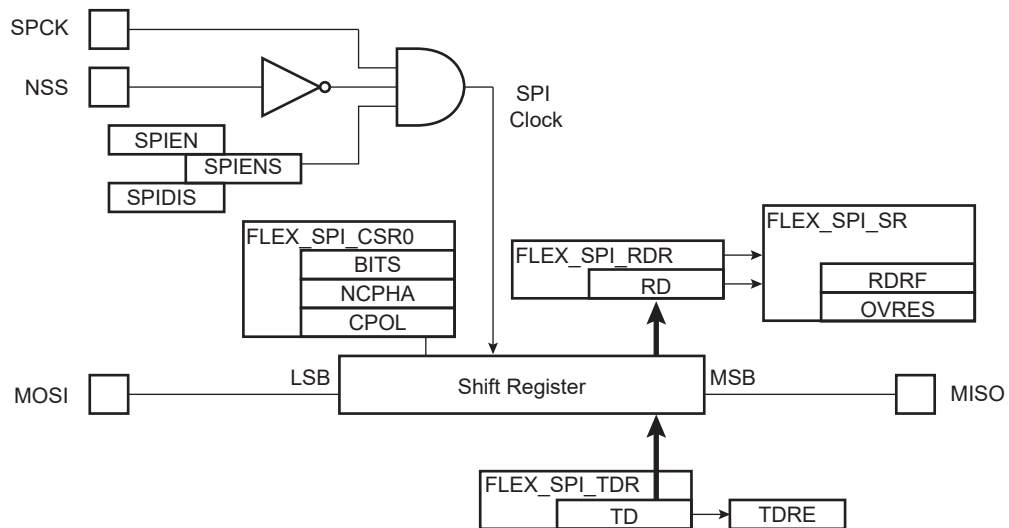 SPCK
NSS
SPIEN
SPIENS
SPIDIS
SPI
Clock
FLEX_SPI_CSR0
BITS
NCPHA
CPOL
FLEX_SPI_RDR
RD
FLEX_SPI_SR
RDRF
OVRES
MOSI
LSB
Shift Register
MSB
MISO
FLEX_SPI_TDR
TD
TDRE